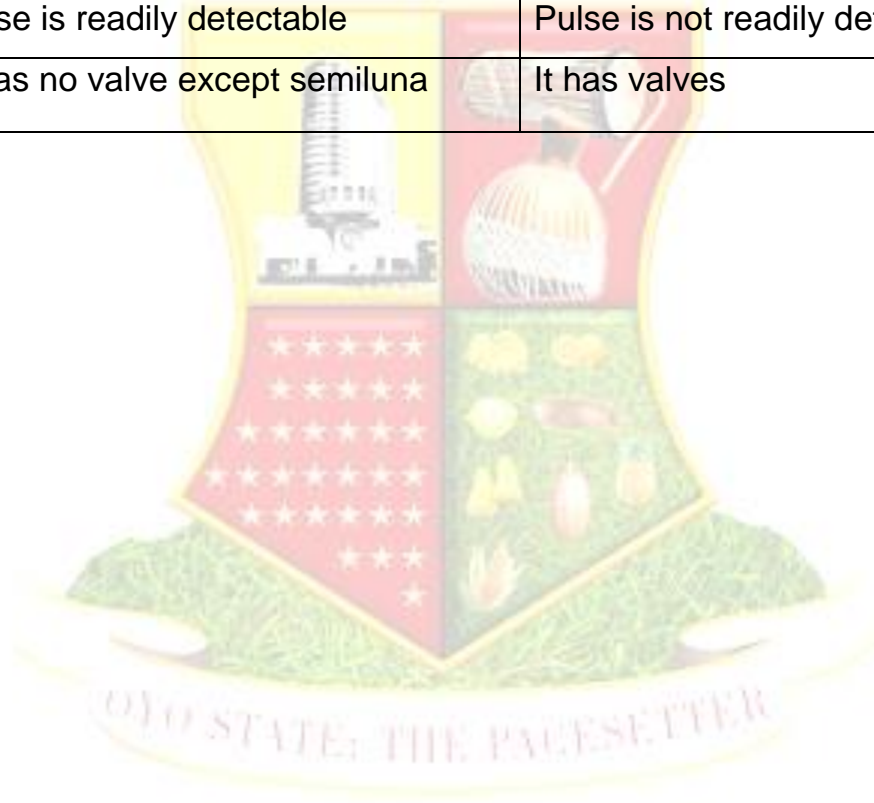 se is readily detectable Pulse is not readily
as no valve except semiluna It has valves
OYO STATE: THE PACESETTER